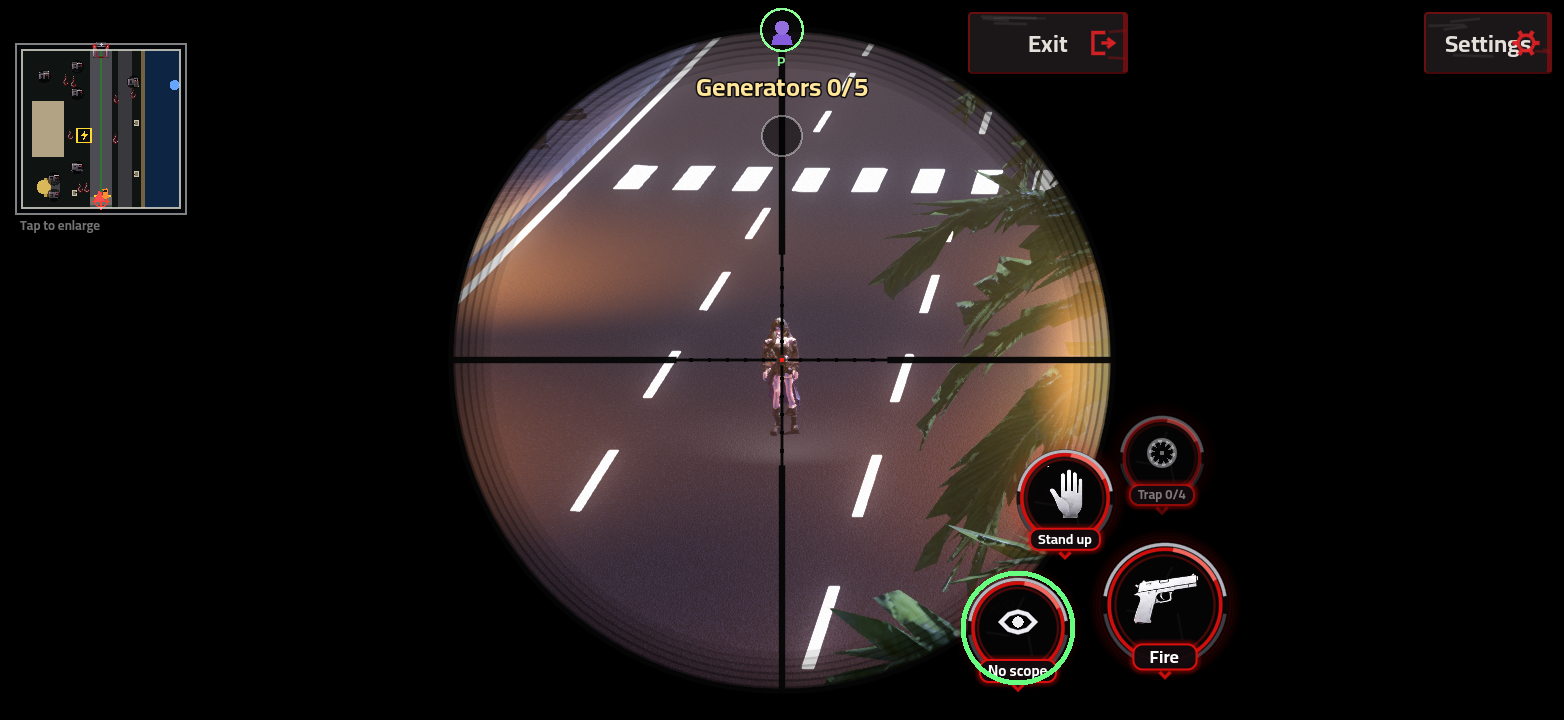 P
Generators 0/5
Exit
Settings
Tap to enlarge
Trap 0/4
Stand up
No scope
Fire